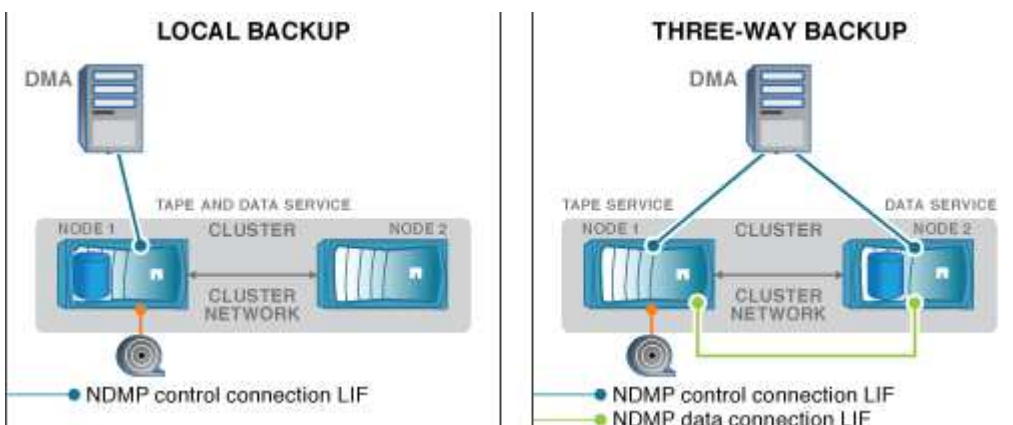 LOCAL BACKUP
DMA
TAPE AND DATA SERVICE
NODE 1
CLUSTER
NODE 2
CLUSTER
NETWORK
NDMP control connection LIF
THREE-WAY BACKUP
DMA
TAPE SERVICE
DATA SERVICE
NODE 1
CLUSTER
NODE 2
CLUSTER
NETWORK
NDMP control connection LIF
NDMP data connection LIF